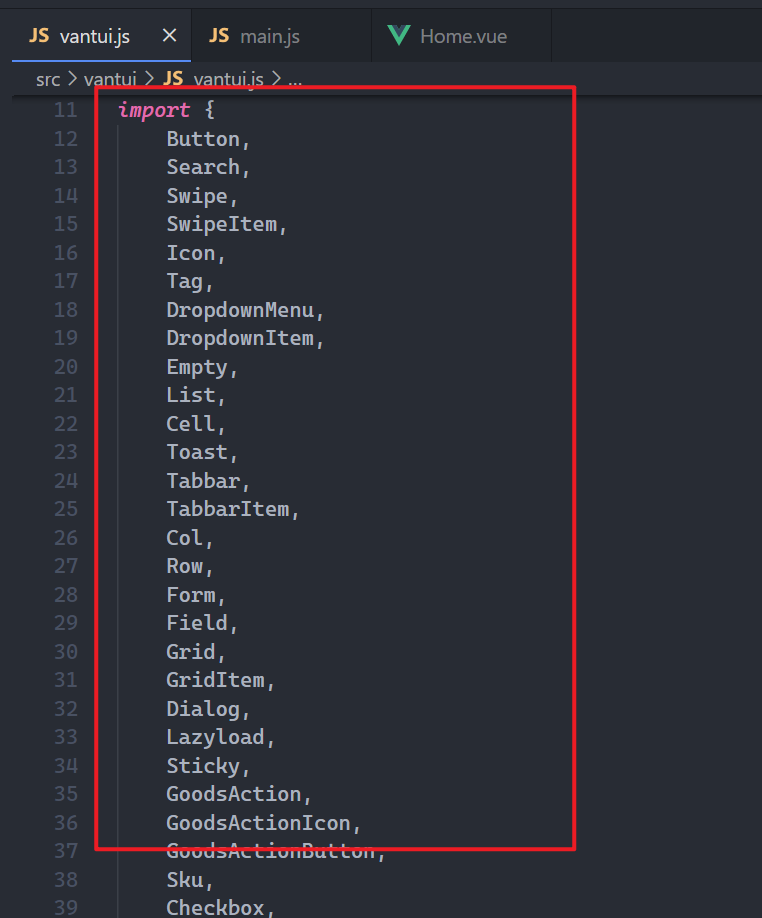 JS vantui.js × JS main.js Home.vue
src > vantui > JS vantui.js > ...
11 import {
12 Button,
13 Search,
14 Swipe,
15 SwipeItem,
16 Icon,
17 Tag,
18 DropdownMenu,
19 DropdownItem,
20 Empty,
21 List,
22 Cell,
23 Toast,
24 Tabbar,
25 TabbarItem,
26 Col,
27 Row,
28 Form,
29 Field,
30 Grid,
31 GridItem,
32 Dialog,
33 Lazyload,
34 Sticky,
35 GoodsAction,
36 GoodsActionIcon,
37 GoodsActionButton,
38 Sku,
39 Checkbox,